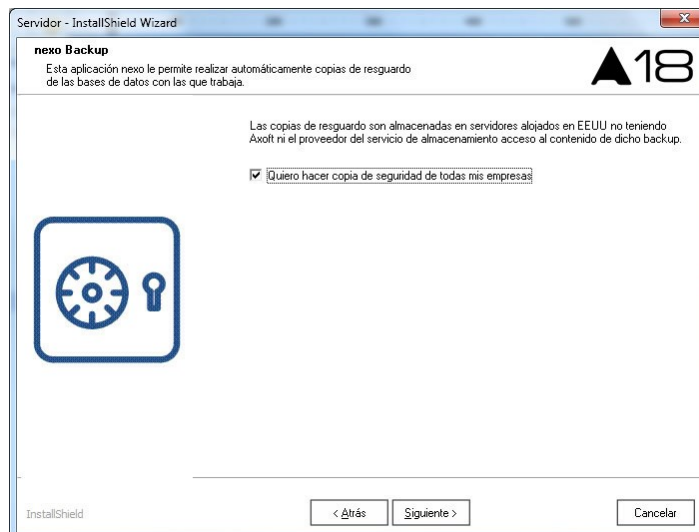 Servidor - InstallShield Wizard
nexo Backup
Esta aplicación nexo le permite realizar automáticamente copias de resguardo
de las bases de datos con las que trabaja.
A18
Las copias de resguardo son almacenadas en servidores alojados en EEUU no teniendo
Axoft ni el proveedor del servicio de almacenamiento acceso al contenido de dicho backup.
Quiero hacer copia de seguridad de todas mis empresas
InstallShield
< Atrás
Siguiente >
Cancelar